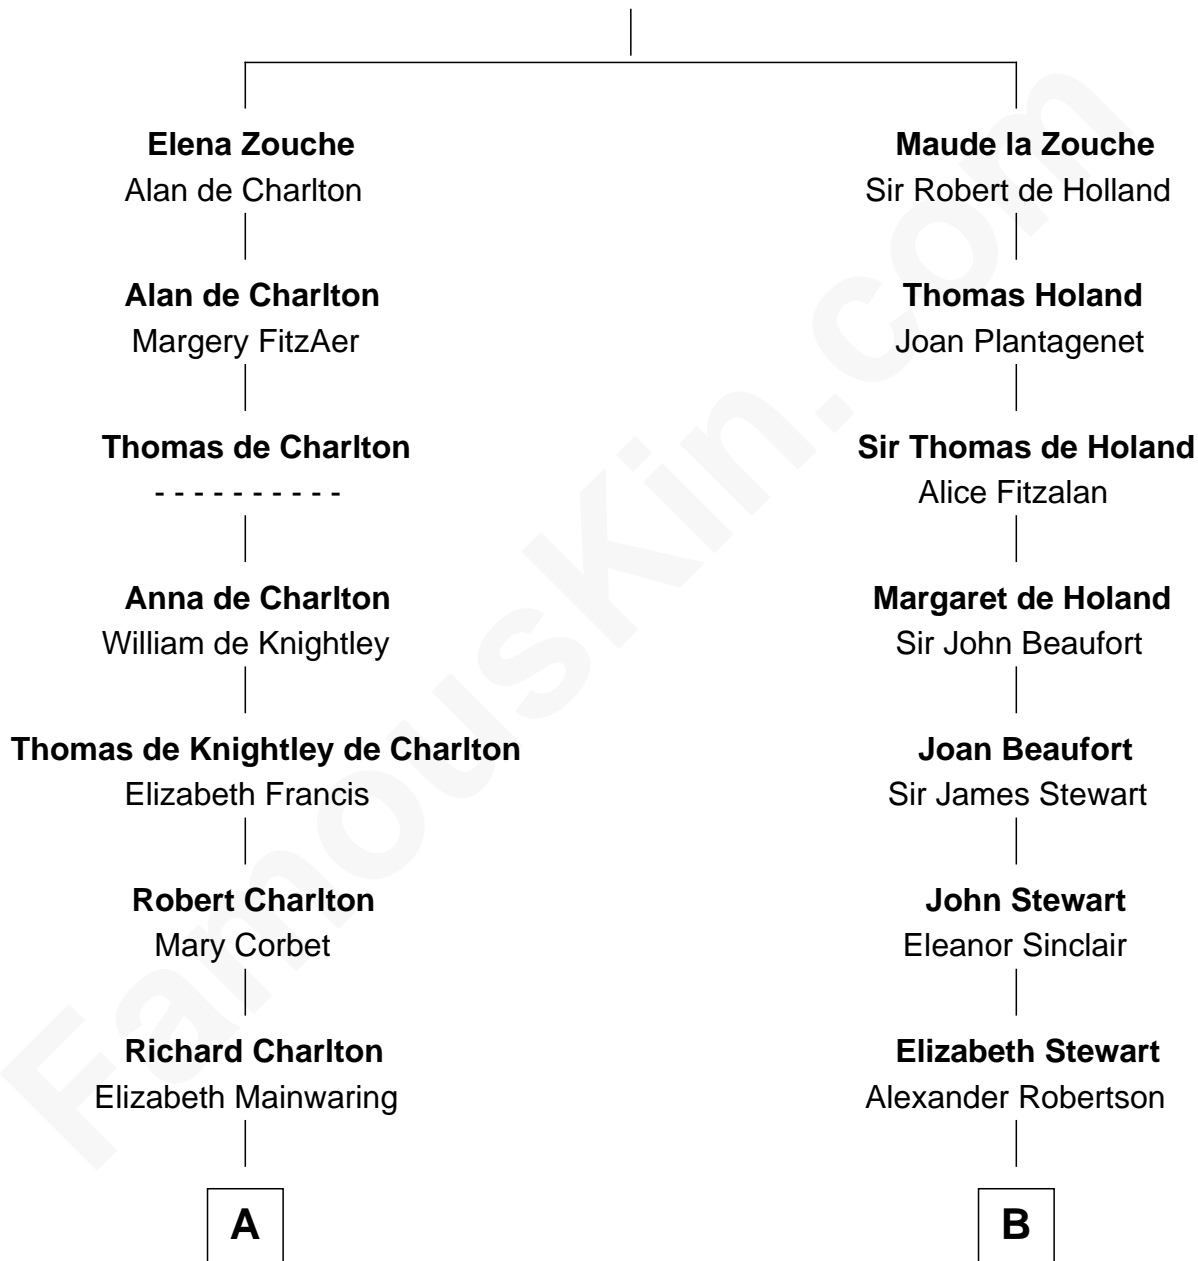 Elena Zouche
Alan de Charlton
Alan de Charlton
Margery FitzAer
Thomas de Charlton
- - - - - - - - - -
Anna de Charlton
William de Knightley
Thomas de Knightley de Charlton
Elizabeth Francis
Robert Charlton
Mary Corbet
Richard Charlton
Elizabeth Mainwaring
A
Maude la Zouche
Sir Robert de Holland
Thomas Holand
Joan Plantagenet
Sir Thomas de Holand
Alice Fitzalan
Margaret de Holand
Sir John Beaufort
Joan Beaufort
Sir James Stewart
John Stewart
Eleanor Sinclair
Elizabeth Stewart
Alexander Robertson
B
FamousKin.com